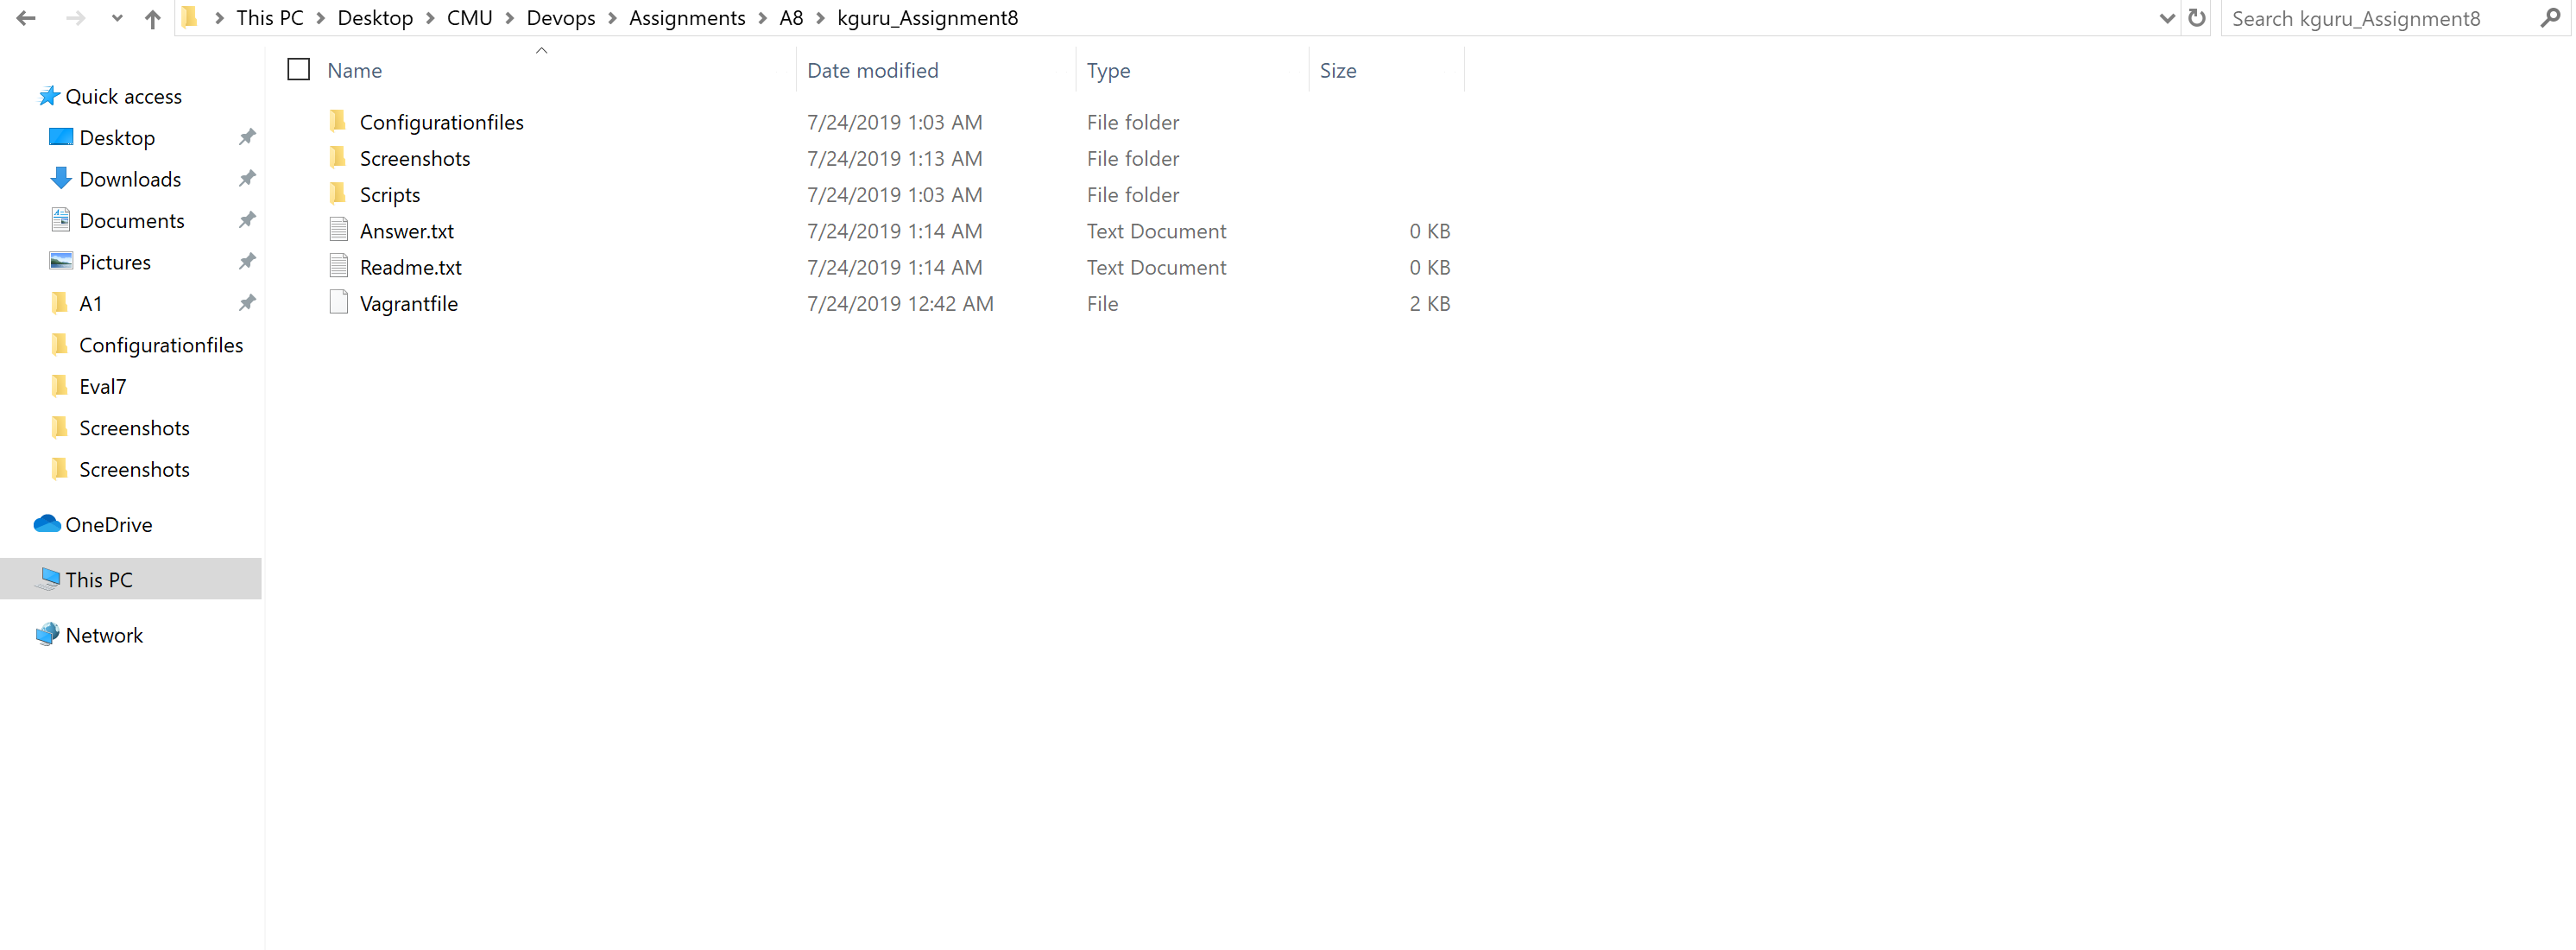 This PC Desktop CMU Devops Assignments A8 kguru_Assignment8 Search kguru_Assignment8
Name Date modified Type Size
Quick access
Desktop
Downloads
Documents
Pictures
A1
Configurationfiles
Eval7
Screenshots
Screenshots
OneDrive
This PC
Network
Configurationfiles 7/24/2019 1:03 AM File folder
Screenshots 7/24/2019 1:13 AM File folder
Scripts 7/24/2019 1:03 AM File folder
Answer.txt 7/24/2019 1:14 AM Text Document 0 KB
Readme.txt 7/24/2019 1:14 AM Text Document 0 KB
Vagrantfile 7/24/2019 12:42 AM File 2 KB